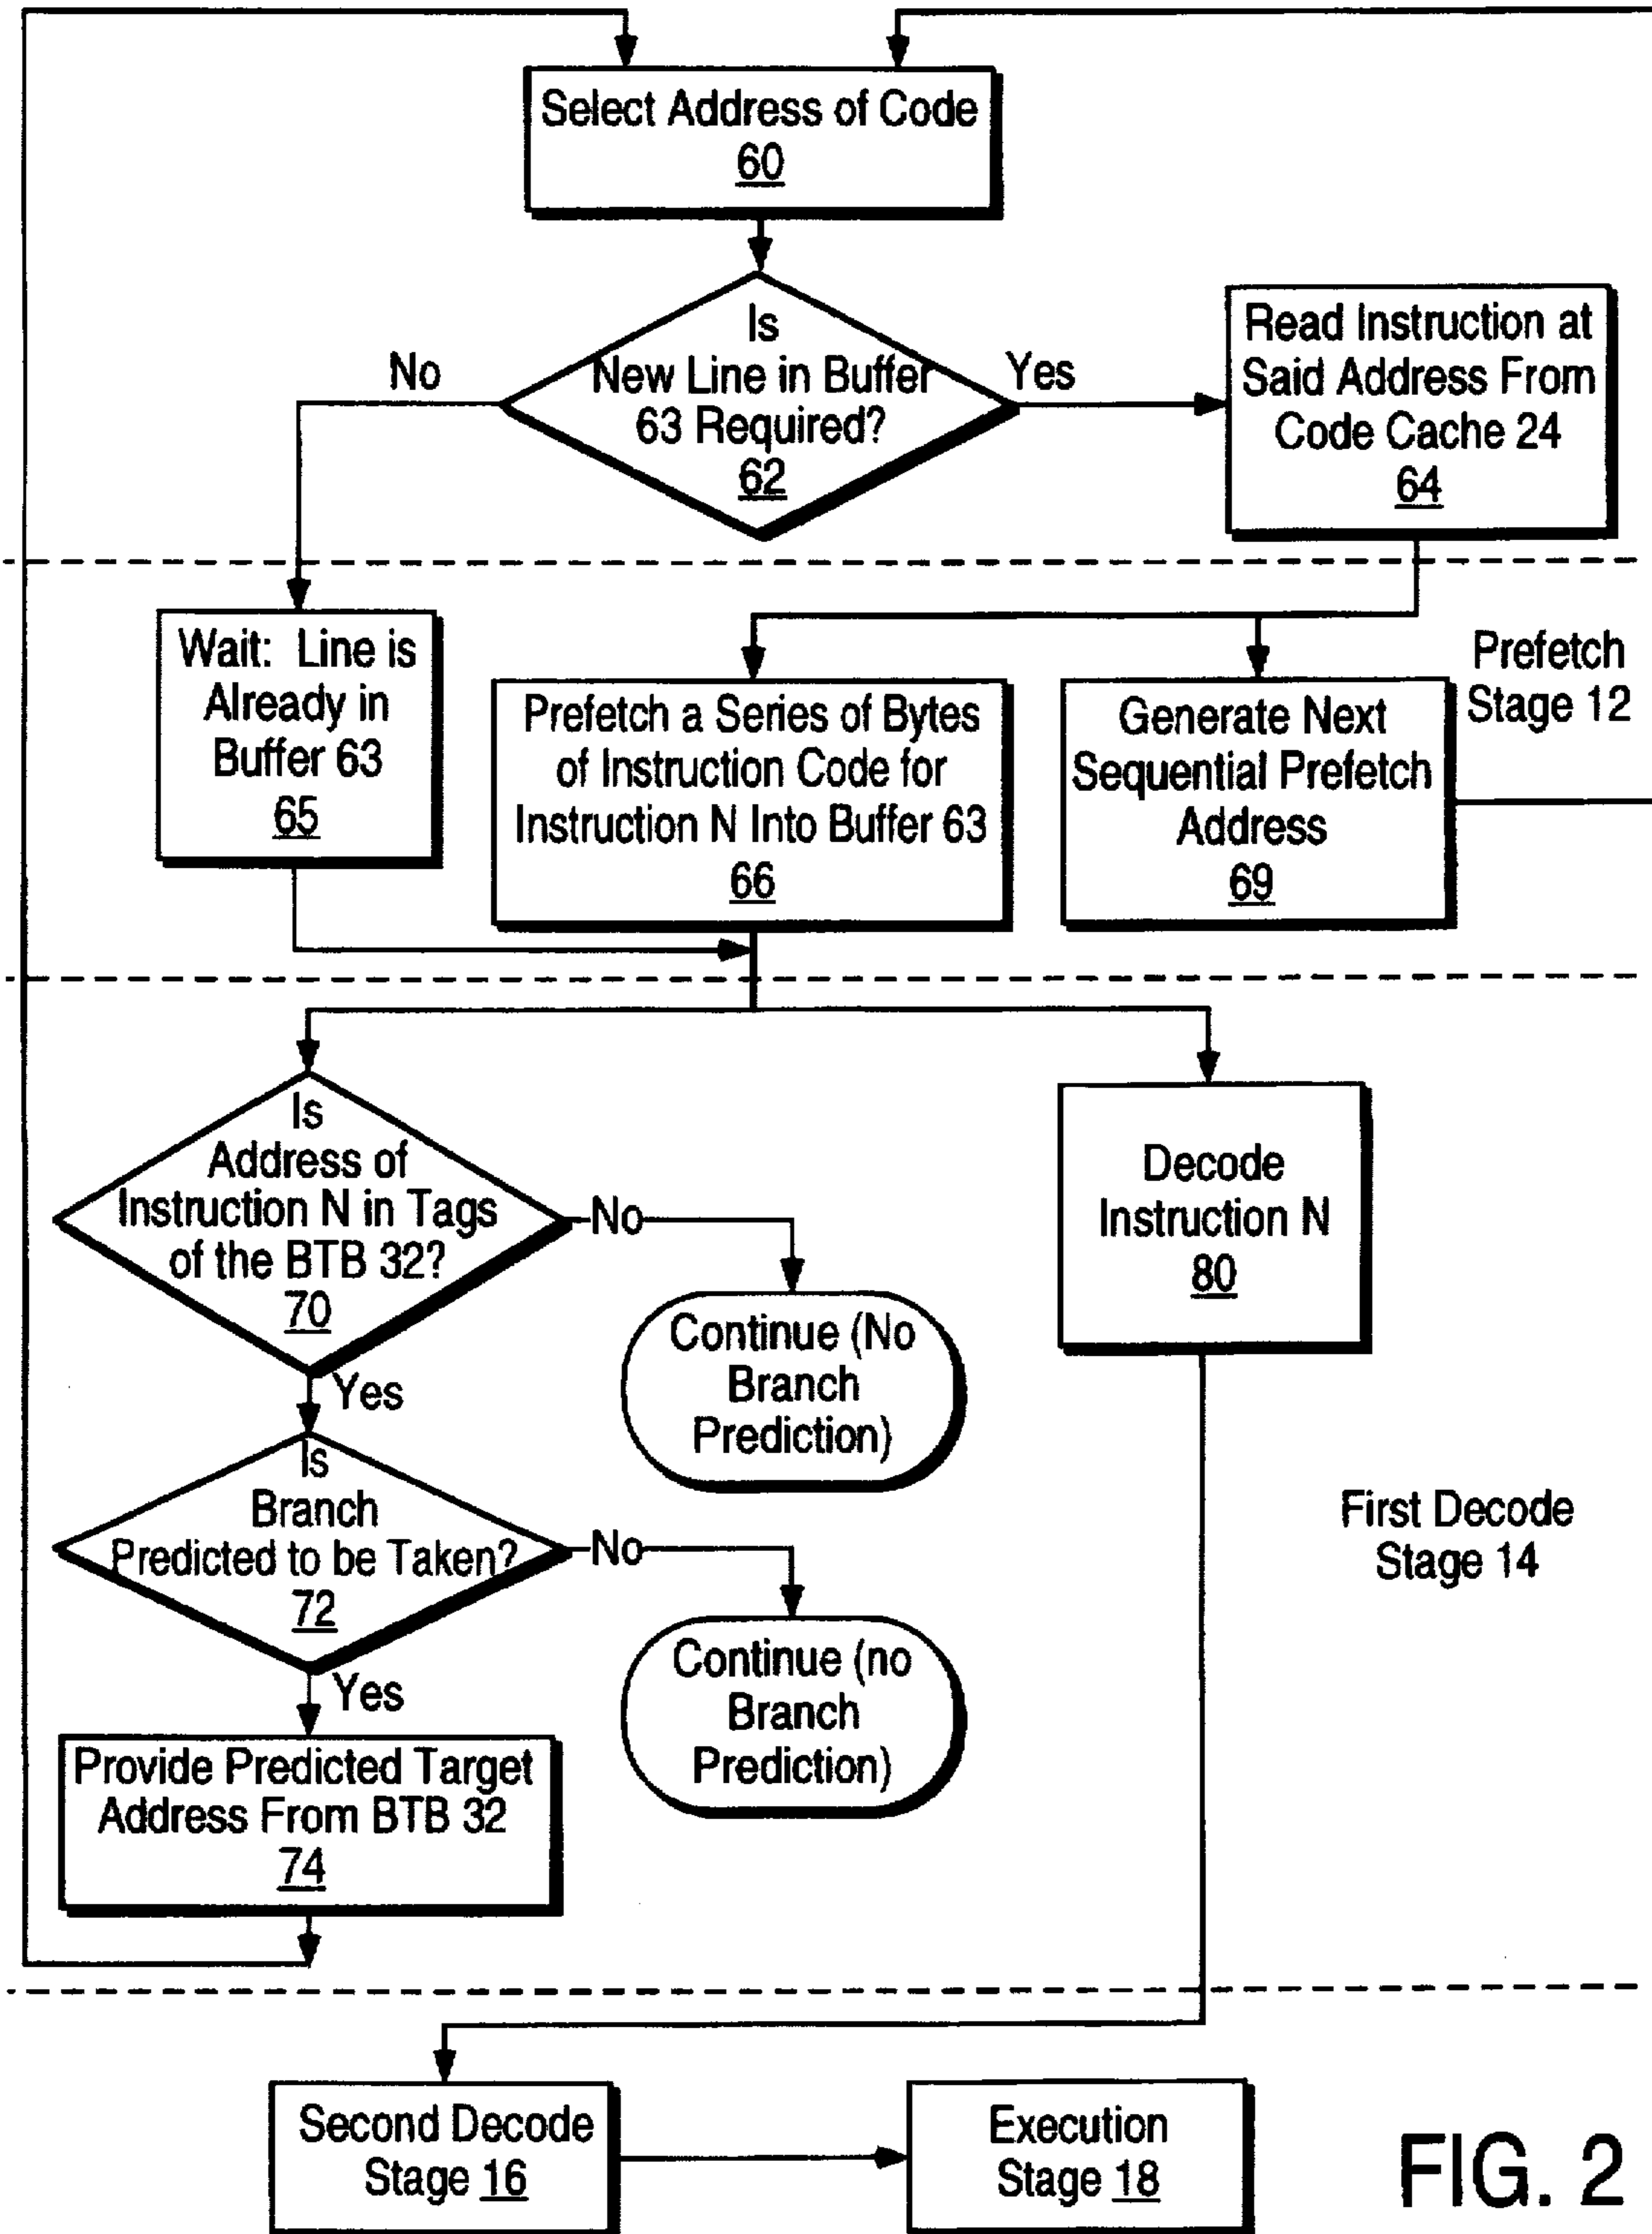 Select Address of Code
60
Is
New Line in Buffer
63 Required?
62
No
Yes
Read Instruction at
Said Address From
Code Cache 24
64
Wait: Line is
Already in
Buffer 63
65
Prefetch a Series of Bytes
of Instruction Code for
Instruction N Into Buffer 63
66
Generate Next
Sequential Prefetch
Address
69
Prefetch
Stage 12
Is
Address of
Instruction N in Tags
of the BTB 32?
70
No
Yes
Continue (No
Branch
Prediction)
Decode
Instruction N
80
Is
Branch
Predicted to be Taken?
72
No
Yes
Continue (no
Branch
Prediction)
First Decode
Stage 14
Provide Predicted Target
Address From BTB 32
74
Second Decode
Stage 16
Execution
Stage 18
FIG. 2